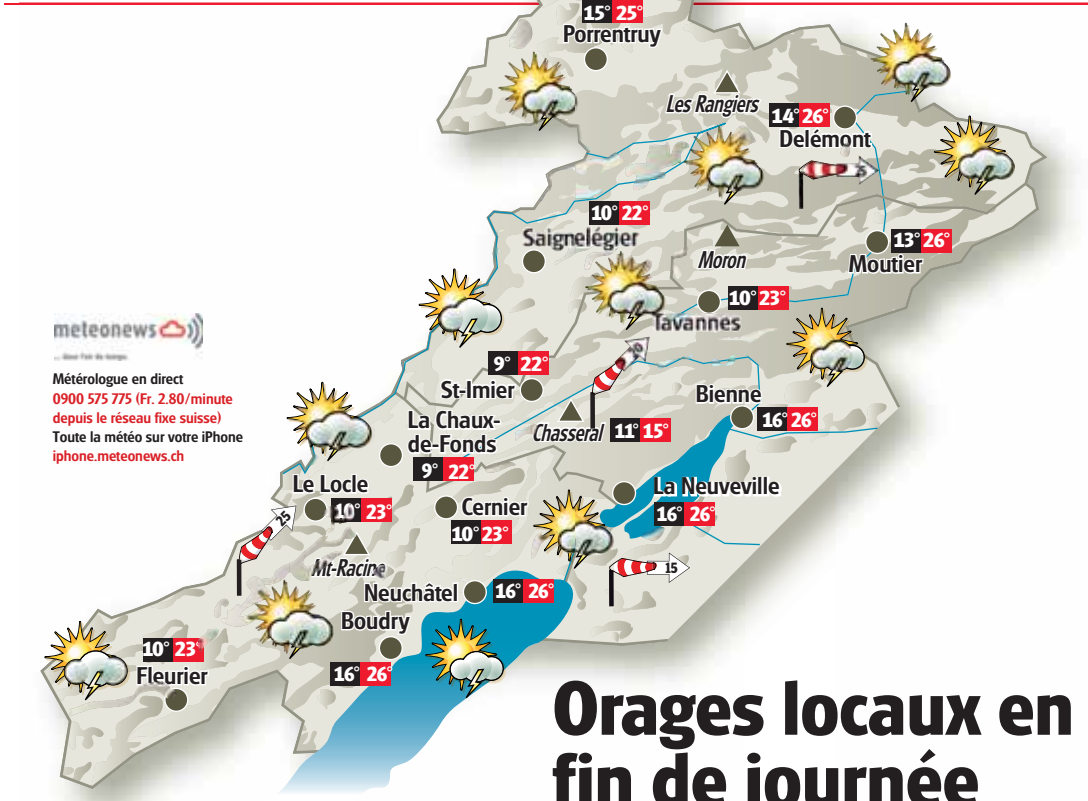 15° 25°
Porrentruy
Les Rangiers
14° 26°
Delémont
25
10° 22°
Saignelégier
Moron
13° 26°
Moutier
10° 23°
Tavannes
meteonews
Métérologue en direct
0900 575 775 (Fr. 2.80/minute
depuis le réseau fixe suisse)
Toute la météo sur votre iPhone
iphone.meteonews.ch
9° 22°
St-Imier
20
Chasseral 11° 15°
Bienne
16° 26°
La Chaux-
de-Fonds
9° 22°
Le Locle
10° 23°
25
Mt-Racine
Cernier
10° 23°
La Neuveville
16° 26°
15
Neuchâtel 16° 26°
Boudry
16° 26°
10° 23°
Fleurier
Orages locaux en
fin de journée